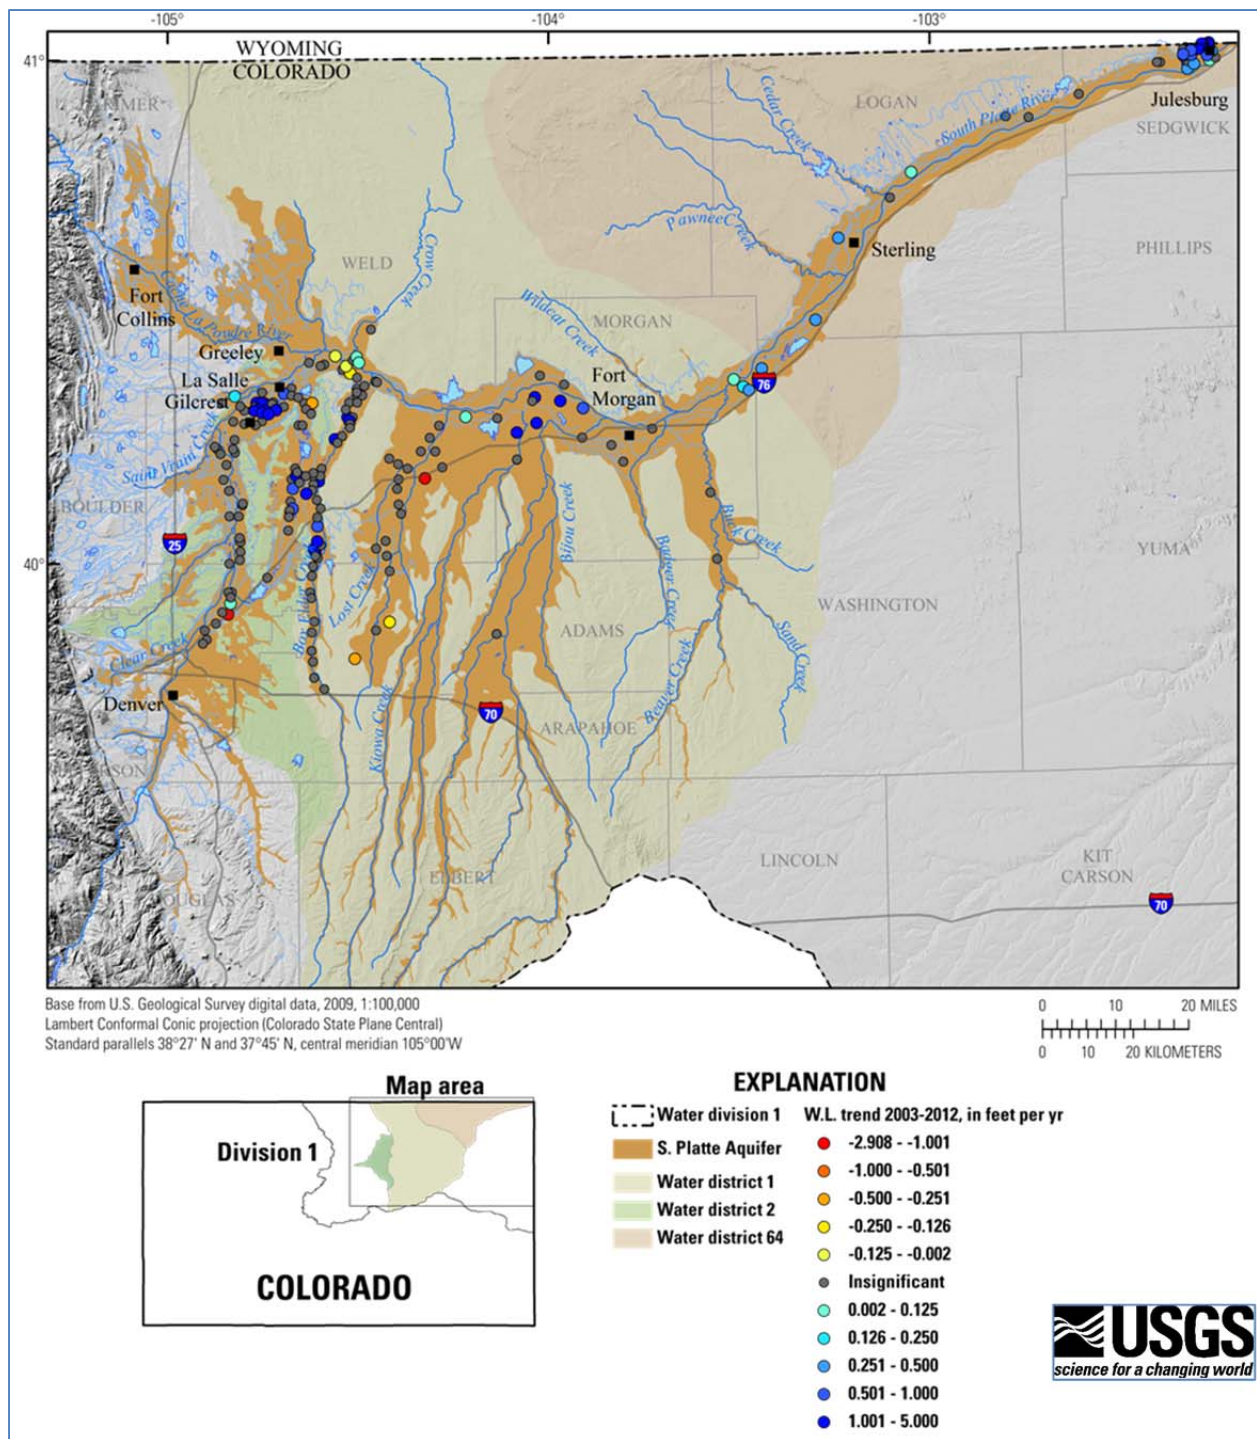 -105°
-104°
-103°
41°
WYOMING
COLORADO
LARIMER
LOGAN
Cedar Creek
South Platte River
Julesburg
SEDGWICK
Pawnee Creek
Sterling
PHILLIPS
WELD
Crow Creek
Fort
Collins
La Poudre River
Wildcat Creek
MORGAN
Greeley
La Salle
Gilcrest
Fort
Morgan
76
Saint Vrain Creek
BOULDER
25
Bijou Creek
Badger Creek
Buck Creek
YUMA
40°
Lost Creek
Box Elder Creek
WASHINGTON
ADAMS
Sand Creek
Beaver Creek
Clear Creek
Denver
Kiowa Creek
70
ARAPAHOE
ELBERT
LINCOLN
KIT
CARSON
DOUGLAS
70
Base from U.S. Geological Survey digital data, 2009, 1:100,000
Lambert Conformal Conic projection (Colorado State Plane Central)
Standard parallels 38°27' N and 37°45' N, central meridian 105°00'W
0 10 20 MILES
0 10 20 KILOMETERS
Map area
Division 1
COLORADO
EXPLANATION
Water division 1
S. Platte Aquifer
Water district 1
Water district 2
Water district 64
W.L. trend 2003-2012, in feet per yr
-2.908 - -1.001
-1.000 - -0.501
-0.500 - -0.251
-0.250 - -0.126
-0.125 - -0.002
Insignificant
0.002 - 0.125
0.126 - 0.250
0.251 - 0.500
0.501 - 1.000
1.001 - 5.000
USGS
science for a changing world